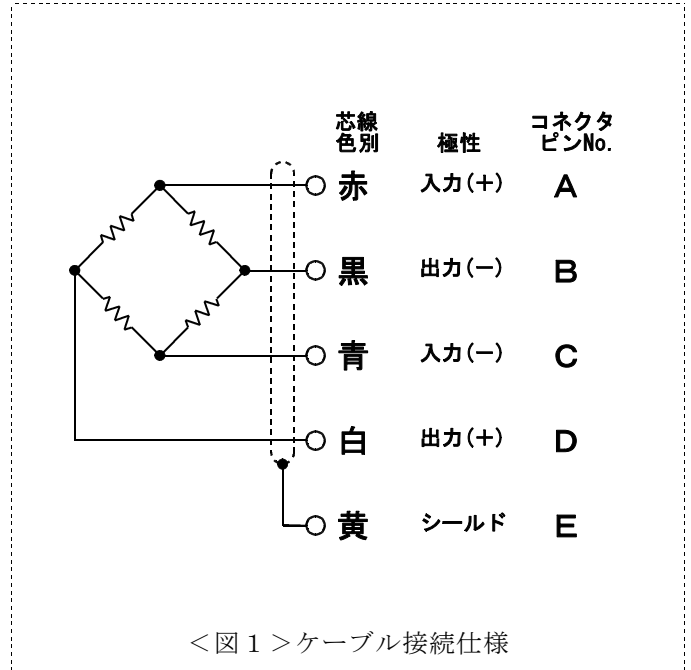 芯線 コネクタ
色別 極性 ピンNo.
赤 入力(+) A
黒 出力(−) B
青 入力(−) C
白 出力(+) D
黄 シールド E
<図1>ケーブル接続仕様